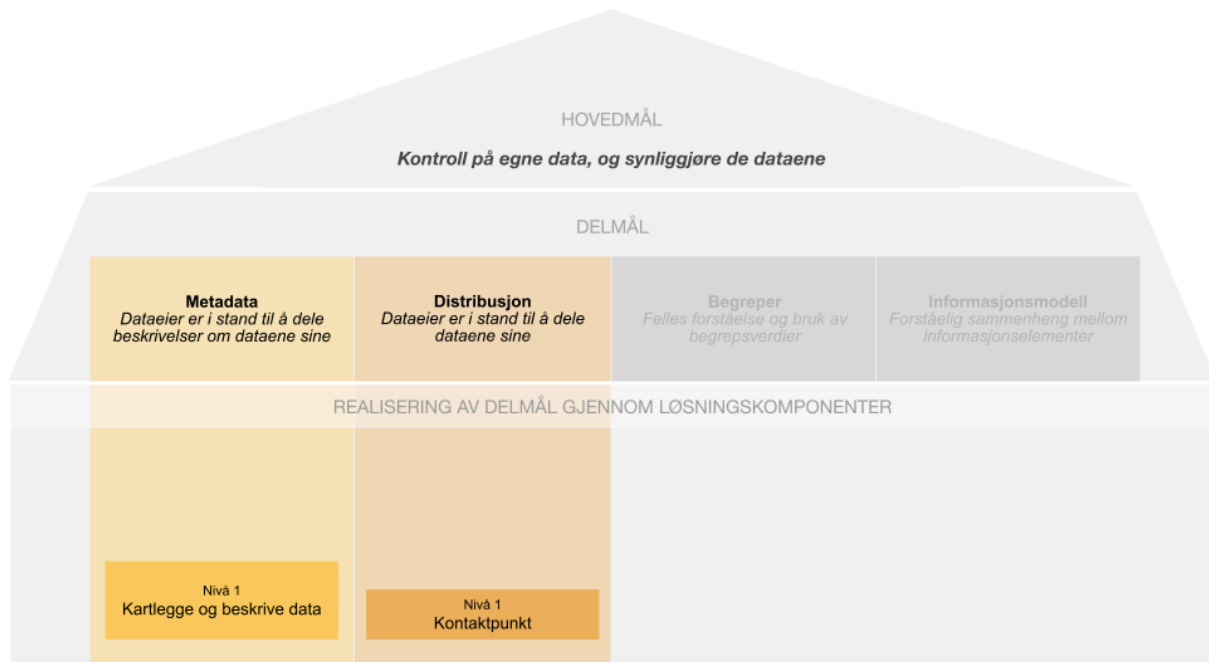 HOVEDMÅL
Kontroll på egne data, og synliggjøre de dataene
DELMÅL
Metadata
Dataeier er i stand til å dele
beskrivelser om dataene sine
Distribusjon
Dataeier er i stand til å dele
dataene sine
Begreper
Felles forståelse og bruk av
begrepsverdier
Informasjonsmodell
Forståelig sammenheng mellom
informasjonselementer
REALISERING AV DELMÅL GJENNOM LØSNINGSKOMPONENTER
Nivå 1
Kartlegge og beskrive data
Nivå 1
Kontaktpunkt